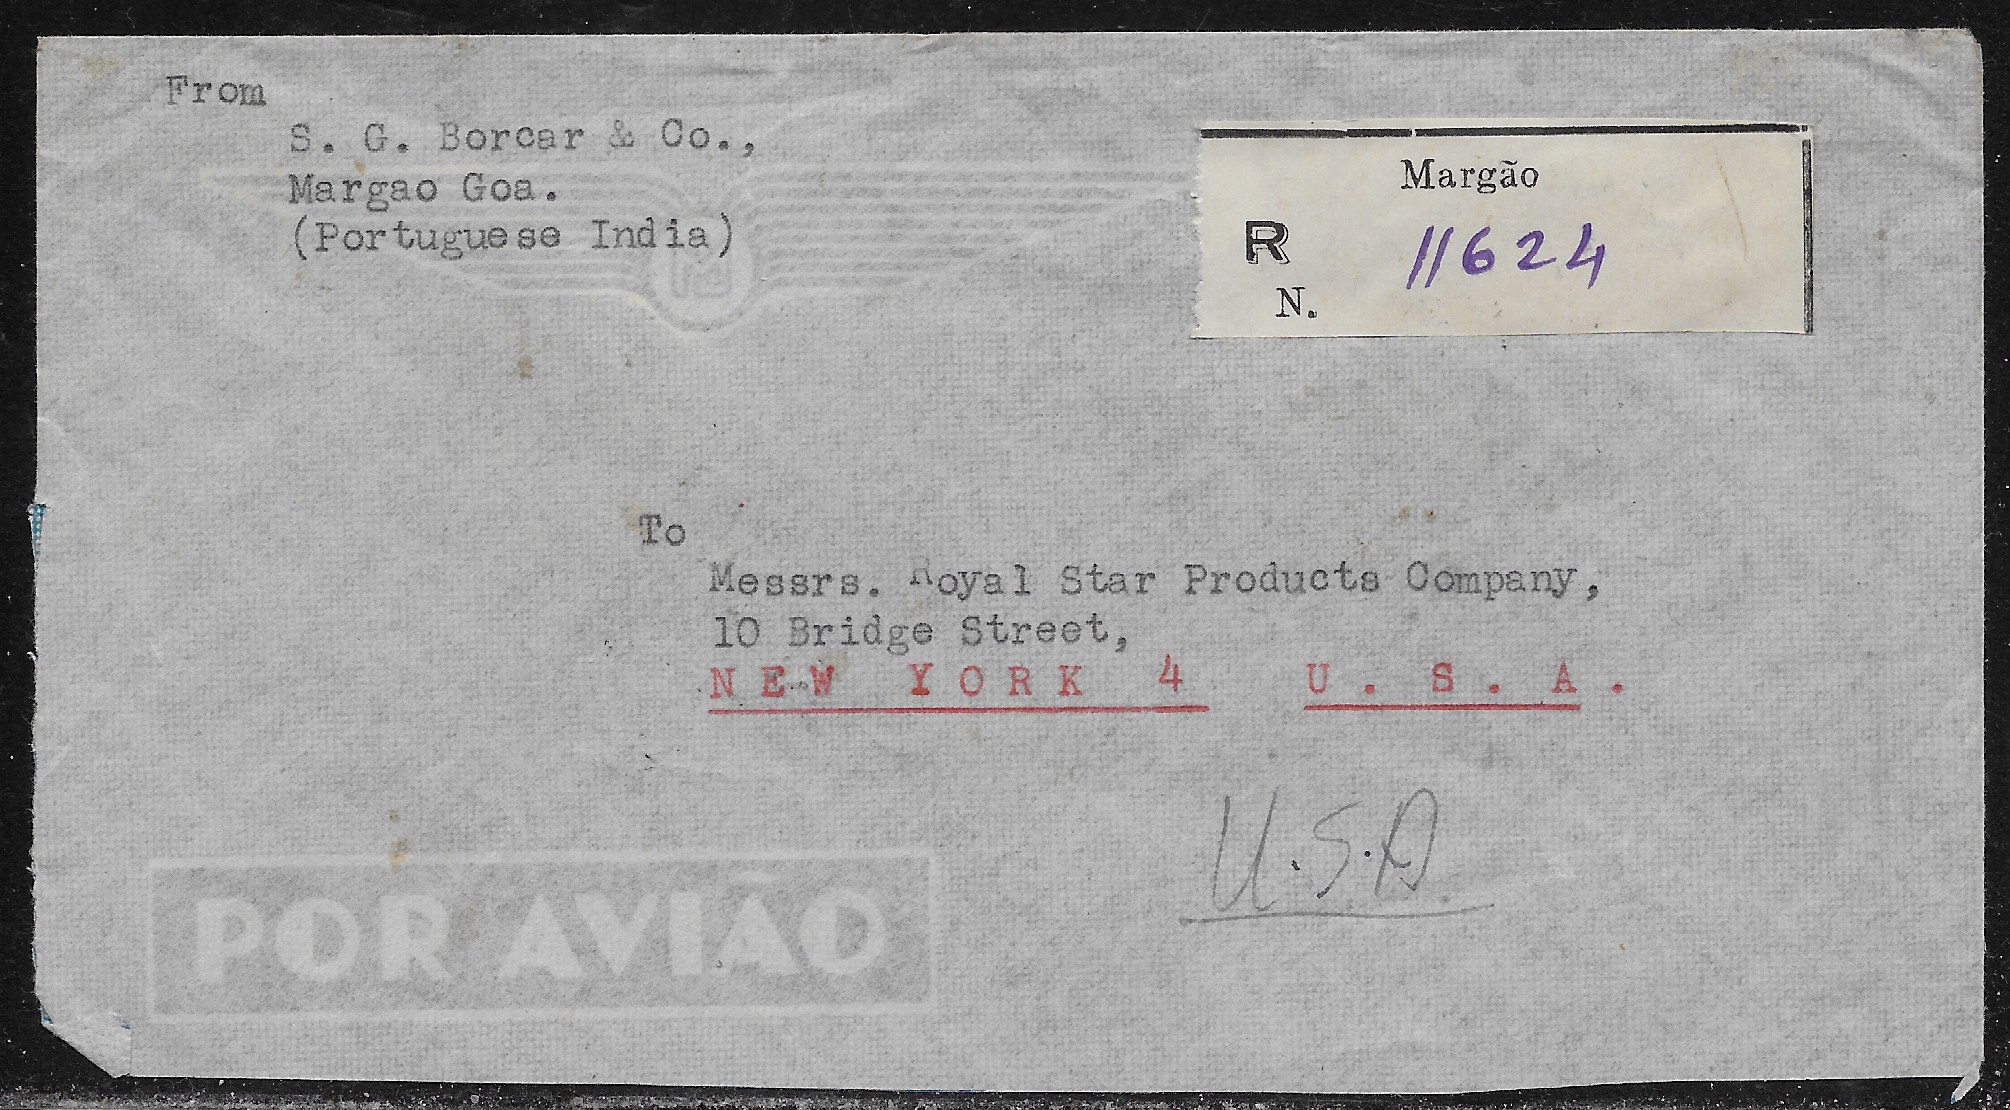 From
S. G. Borcar & Co.,
Margao Goa.
(Portuguese India)
Margão
R
11624
N.
To
Messrs. Royal Star Products Company,
10 Bridge Street,
NEW YORK 4 U.S.A.
U.S.A.
POR AVIÃO